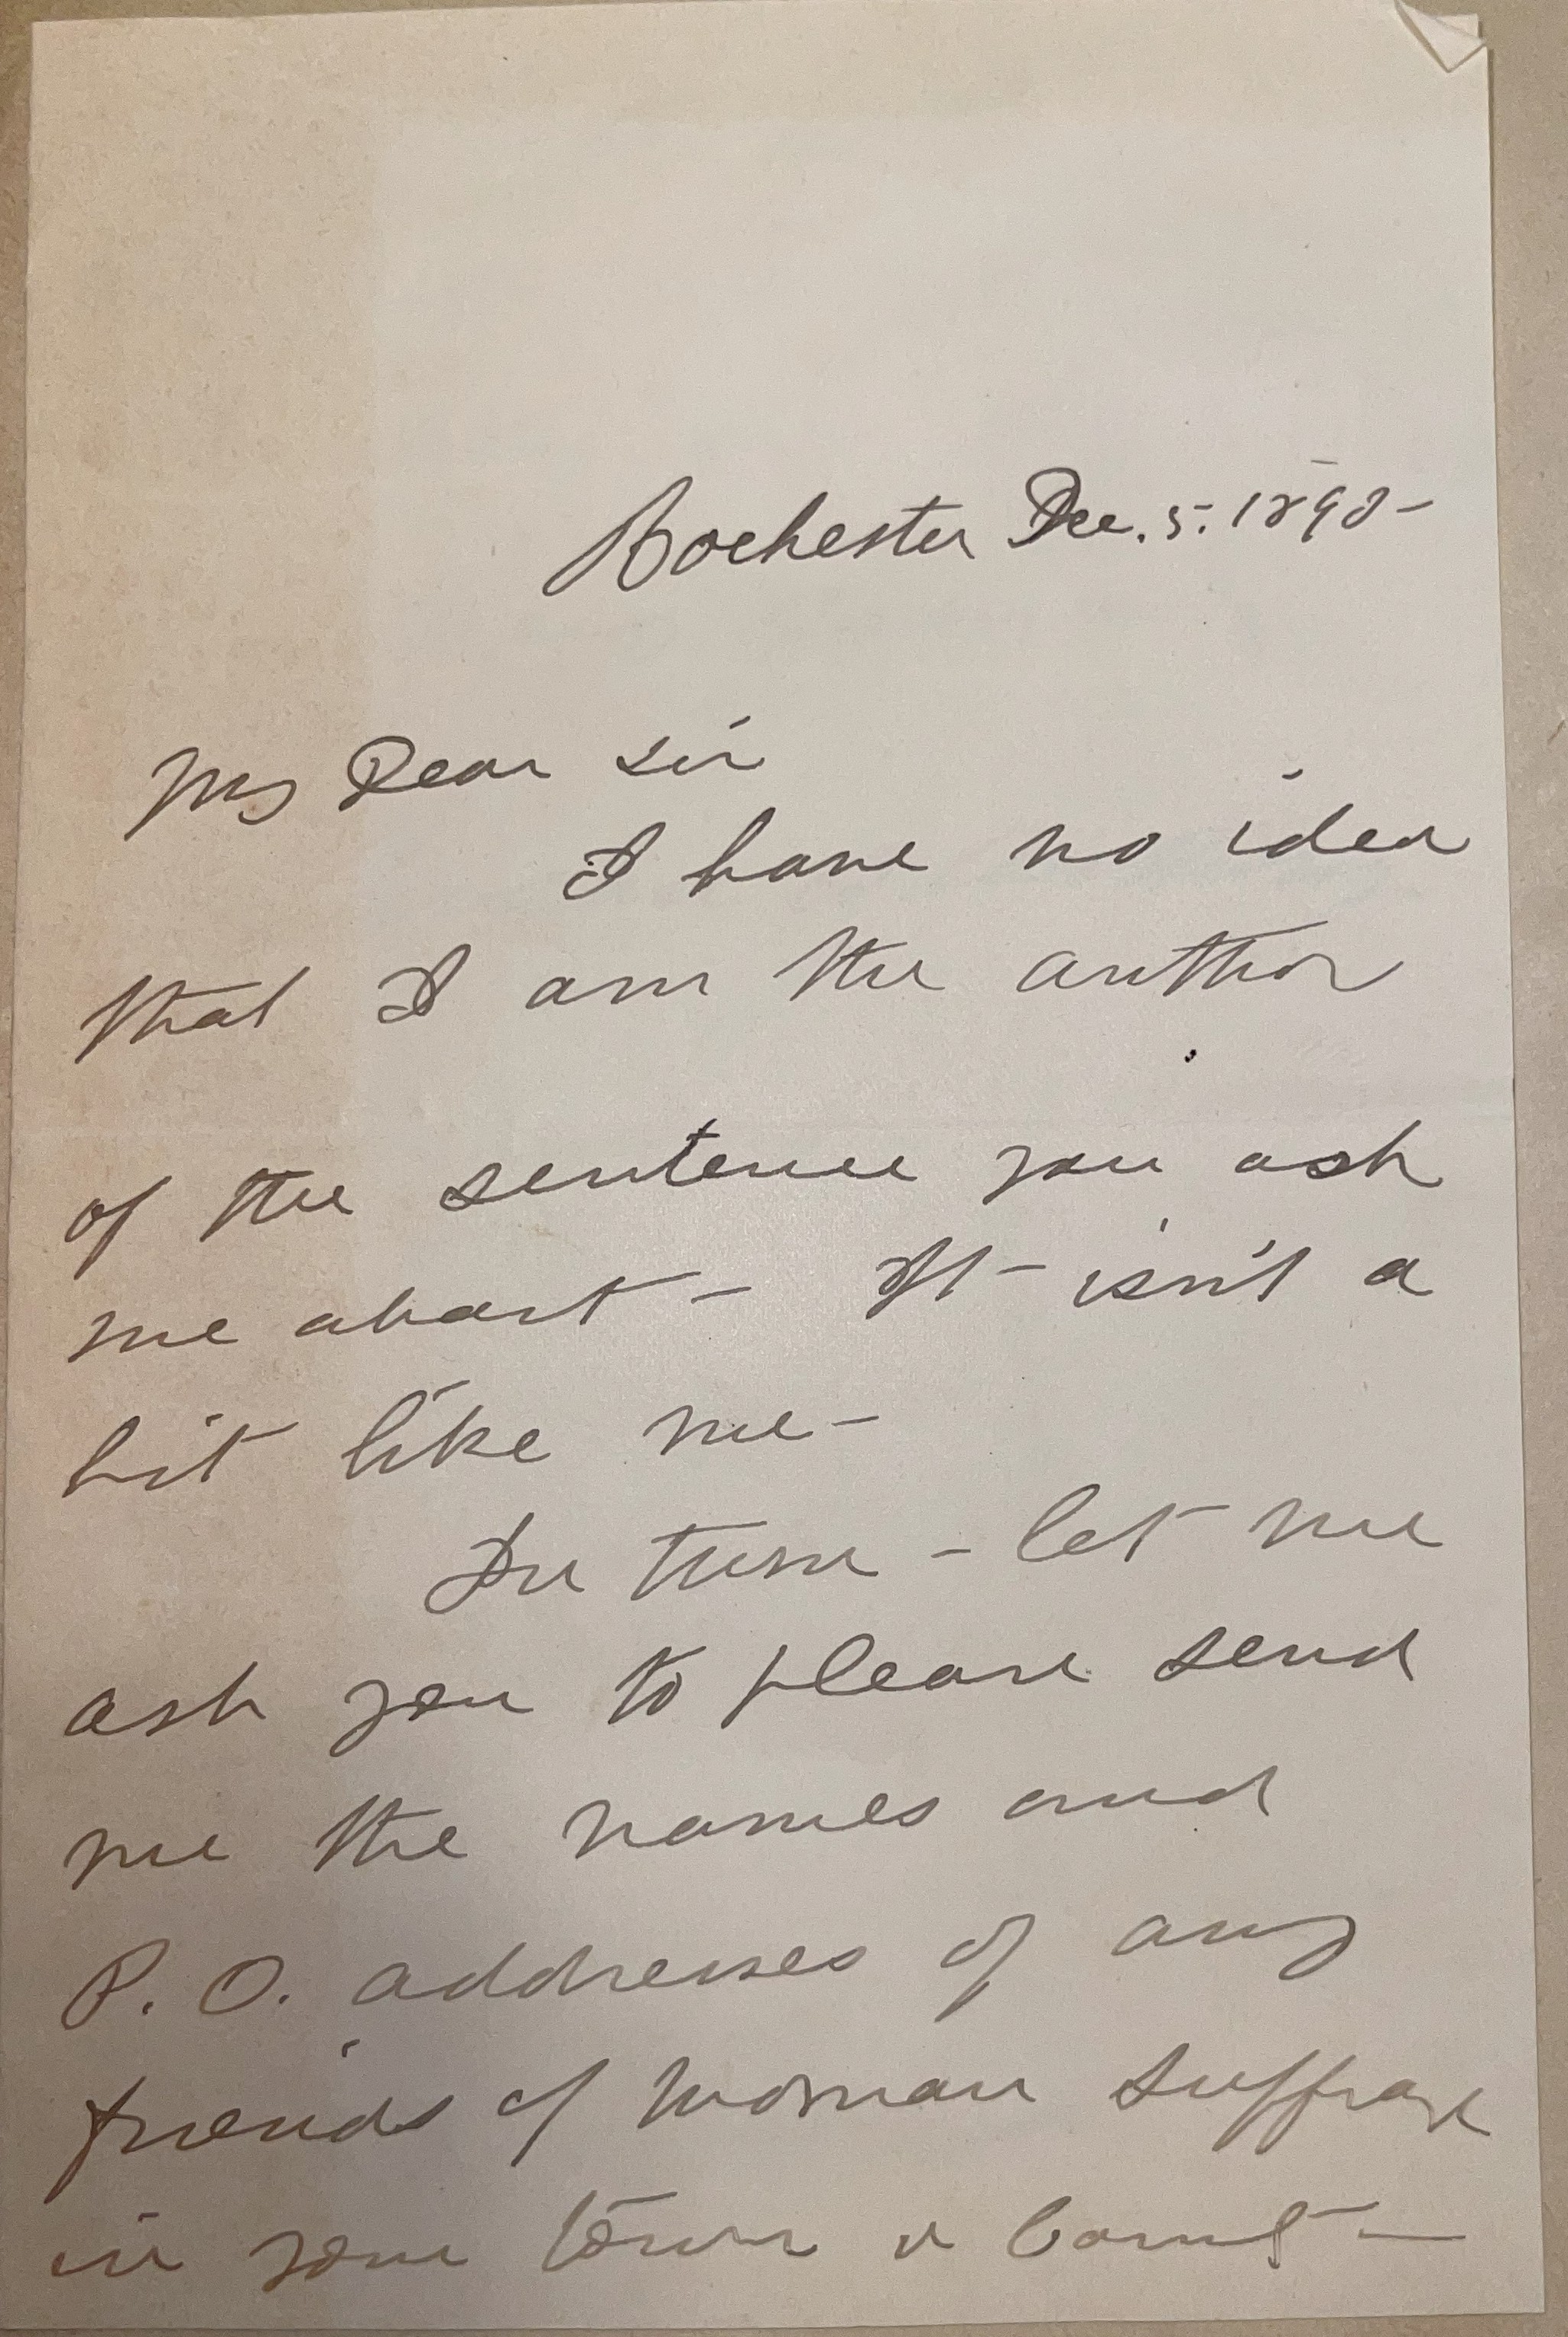 Rochester Dec. 5. 1898-
My Dear Sir
I have no idea
that I am the author
of the sentence you ask
me about - It isn't a
bit like me -
In turn - let me
ask you to please send
me the names and
P. O. addresses of any
friends of woman suffrage
in your town or County -